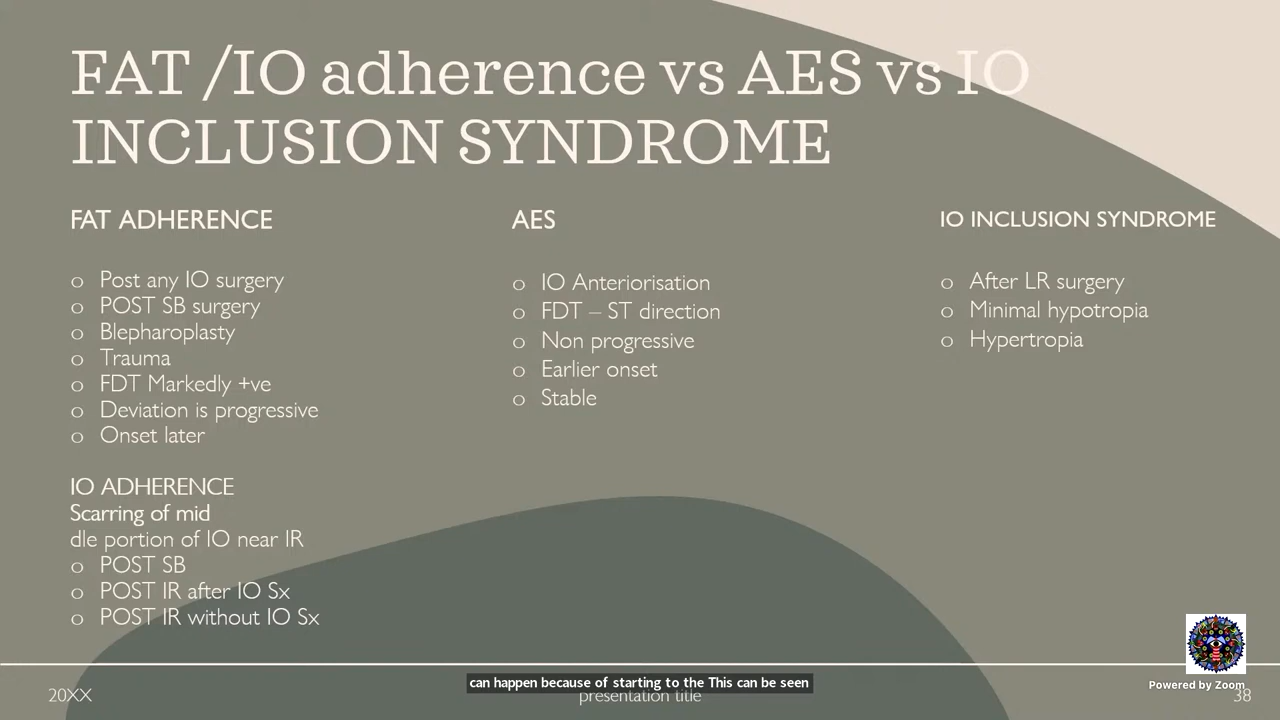 FAT /IO adherence vs AES vs IO
INCLUSION SYNDROME
FAT ADHERENCE
o Post any IO surgery
o POST SB surgery
o Blepharoplasty
o Trauma
o FDT Markedly +ve
o Deviation is progressive
o Onset later
IO ADHERENCE
Scarring of mid
dle portion of IO near IR
o POST SB
o POST IR after IO Sx
o POST IR without IO Sx
AES
o IO Anteriorisation
o FDT – ST direction
o Non progressive
o Earlier onset
o Stable
IO INCLUSION SYNDROME
o After LR surgery
o Minimal hypotropia
o Hypertropia
can happen because of starting to the This can be seen
20XX
presentation title
38
Powered by Zoom